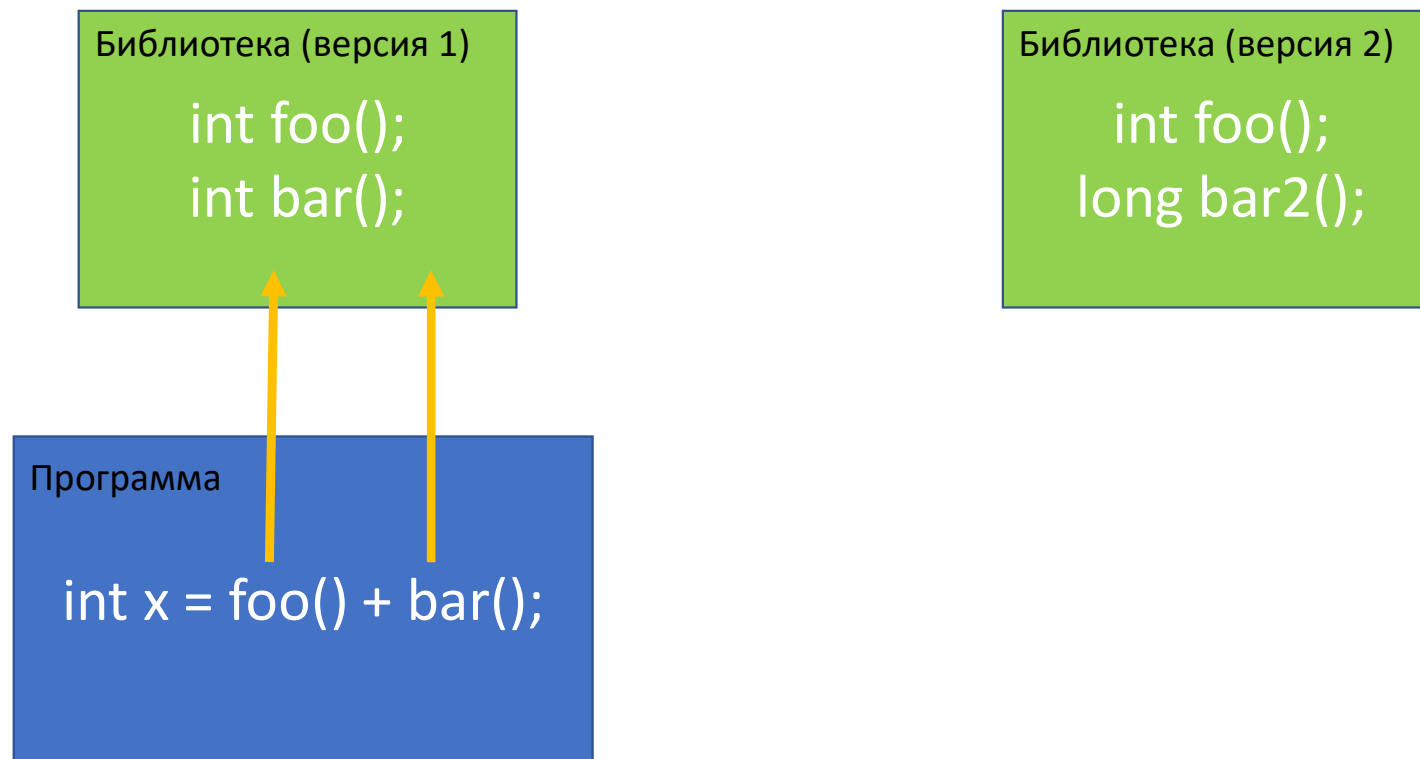 Библиотека (версия 1)
int foo();
int bar();
Библиотека (версия 2)
int foo();
long bar2();
Программа
int x = foo() + bar();